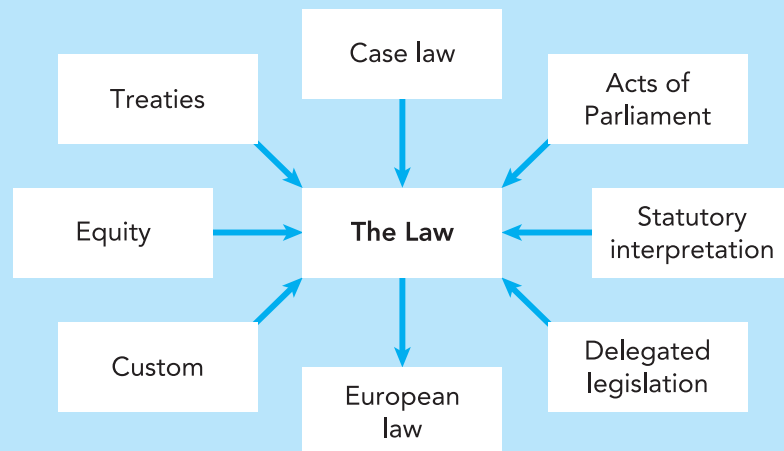 Case law
Treaties
Acts of
Parliament
Equity
The Law
Statutory
interpretation
Custom
European
law
Delegated
legislation